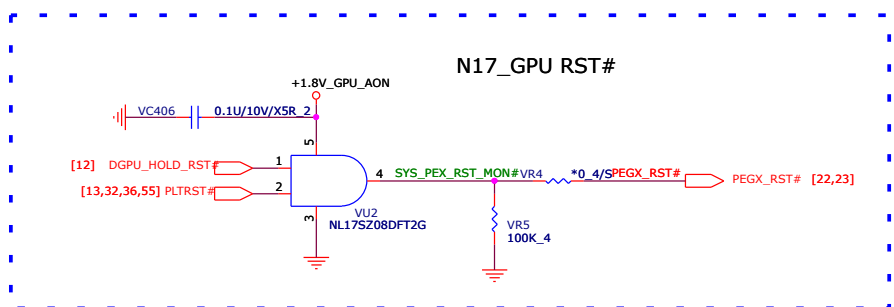 N17_GPU RST#
+1.8V_GPU_AON
VC406 0.1U/10V/X5R_2
5
[12] DGPU_HOLD_RST# 1
4 SYS_PEX_RST_MON# VR4 *0_4/S PEGX_RST# PEGX_RST# [22,23]
[13,32,36,55] PLTRST# 2
3
VU2
NL17SZ08DFT2G
VR5
100K_4